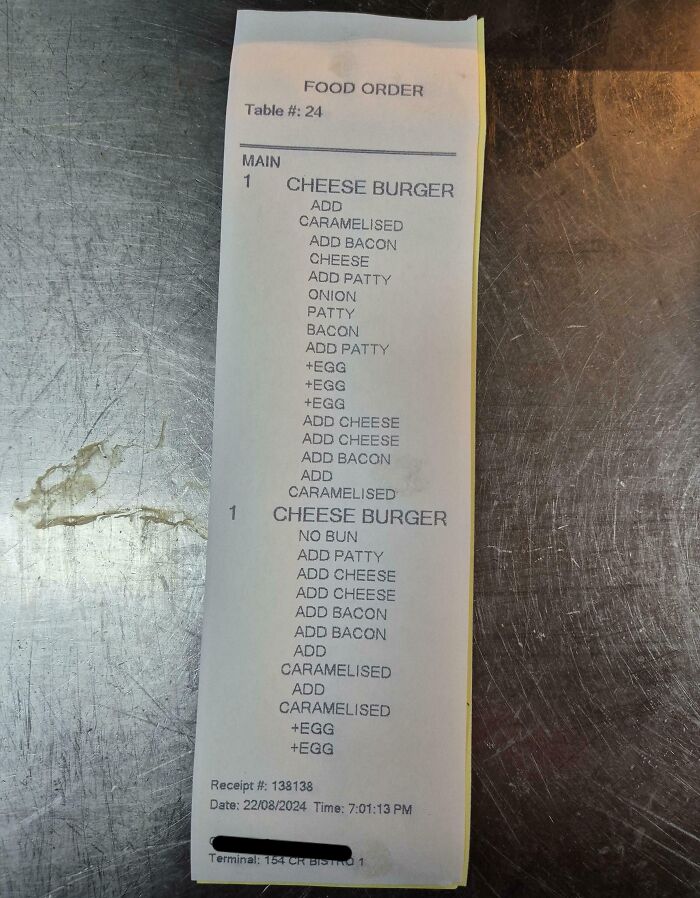 FOOD ORDER
Table #: 24
MAIN
1 CHEESE BURGER
ADD
CARAMELISED
ADD BACON
CHEESE
ADD PATTY
ONION
PATTY
BACON
ADD PATTY
+EGG
+EGG
+EGG
ADD CHEESE
ADD CHEESE
ADD BACON
ADD
CARAMELISED
1 CHEESE BURGER
NO BUN
ADD PATTY
ADD CHEESE
ADD CHEESE
ADD BACON
ADD BACON
ADD
CARAMELISED
ADD
CARAMELISED
+EGG
+EGG
Receipt #: 138138
Date: 22/08/2024 Time: 7:01:13 PM
Terminal: 154 CR BISTRO 1